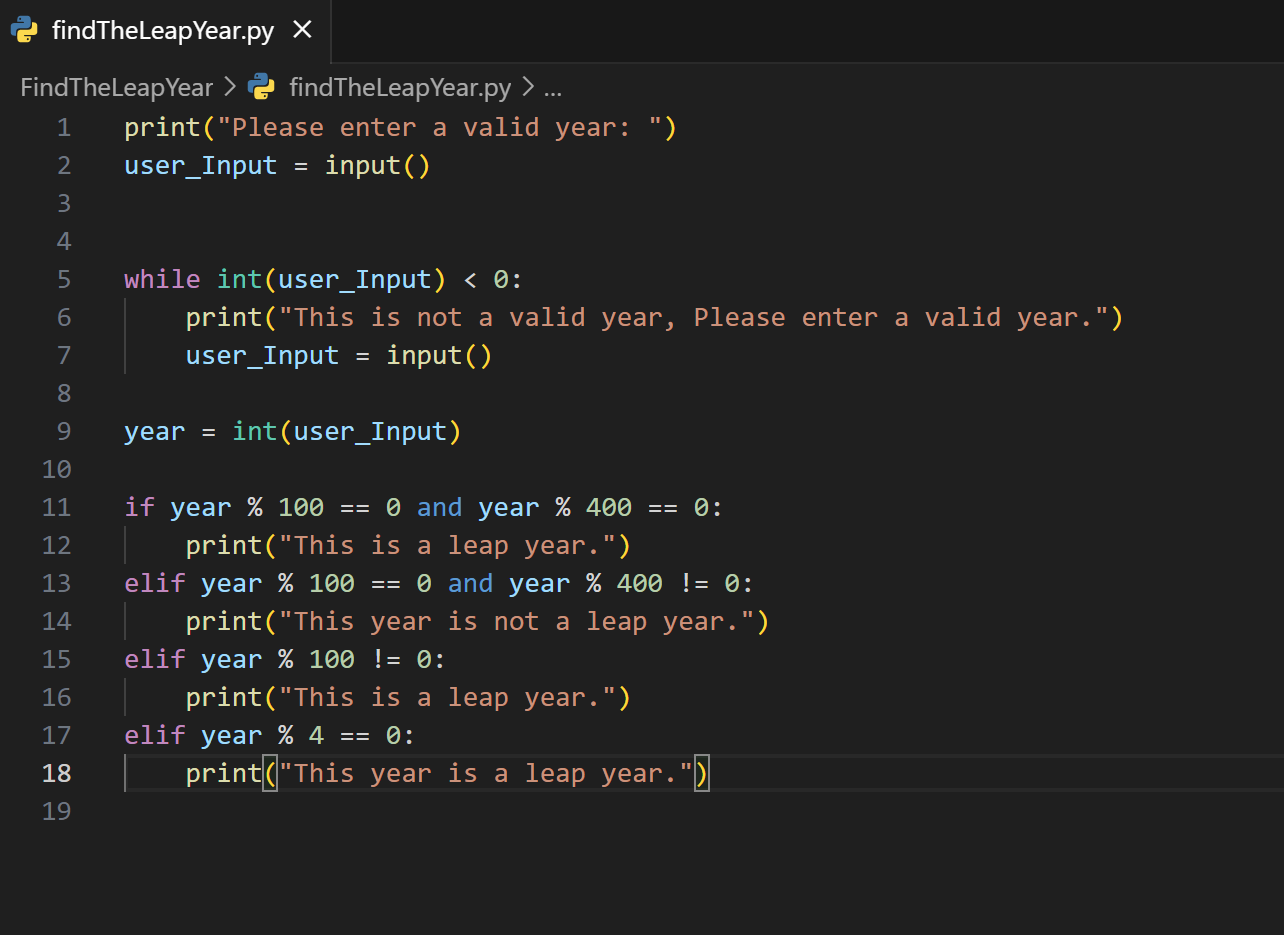 findTheLeapYear.py
FindTheLeapYear > findTheLeapYear.py > ...
1 print("Please enter a valid year: ")
2 user_Input = input()
3
4
5 while int(user_Input) < 0:
6     print("This is not a valid year, Please enter a valid year.")
7     user_Input = input()
8
9 year = int(user_Input)
10
11 if year % 100 == 0 and year % 400 == 0:
12     print("This is a leap year.")
13 elif year % 100 == 0 and year % 400 != 0:
14     print("This year is not a leap year.")
15 elif year % 100 != 0:
16     print("This is a leap year.")
17 elif year % 4 == 0:
18     print("This year is a leap year.")
19